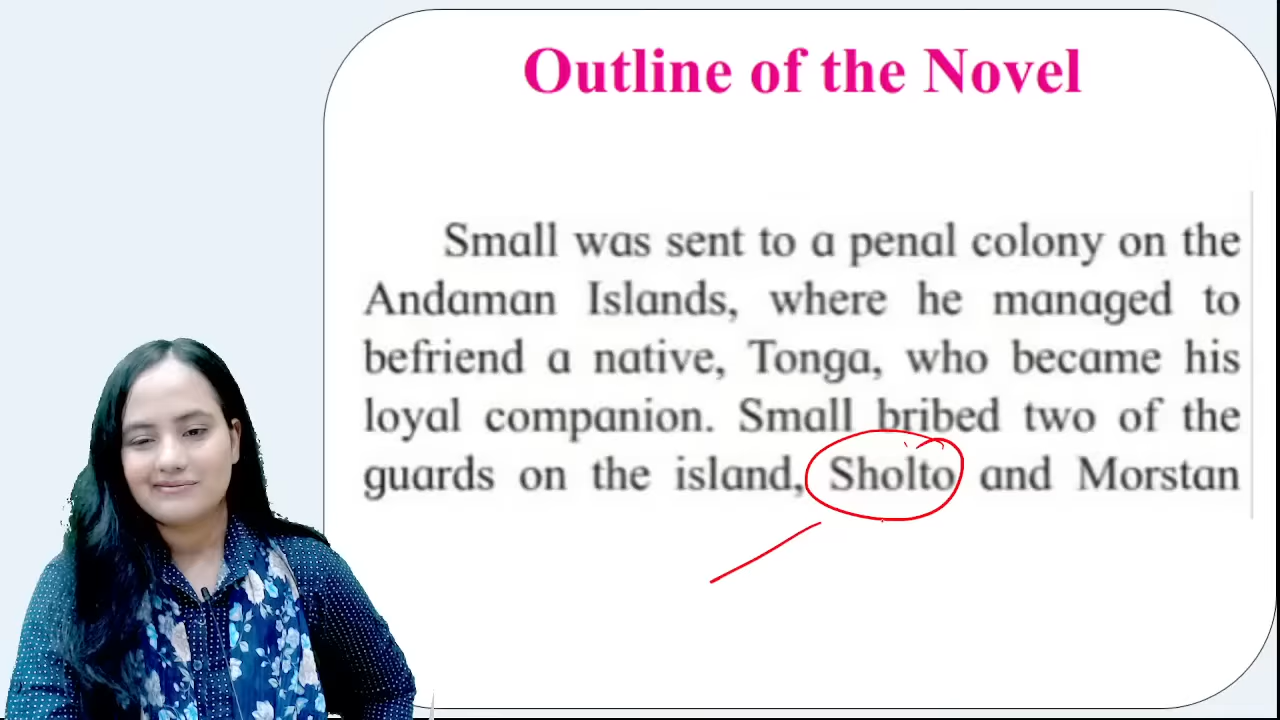 Outline of the Novel
Small was sent to a penal colony on the
Andaman Islands, where he managed to
befriend a native, Tonga, who became his
loyal companion. Small bribed two of the
guards on the island, Sholto and Morstan